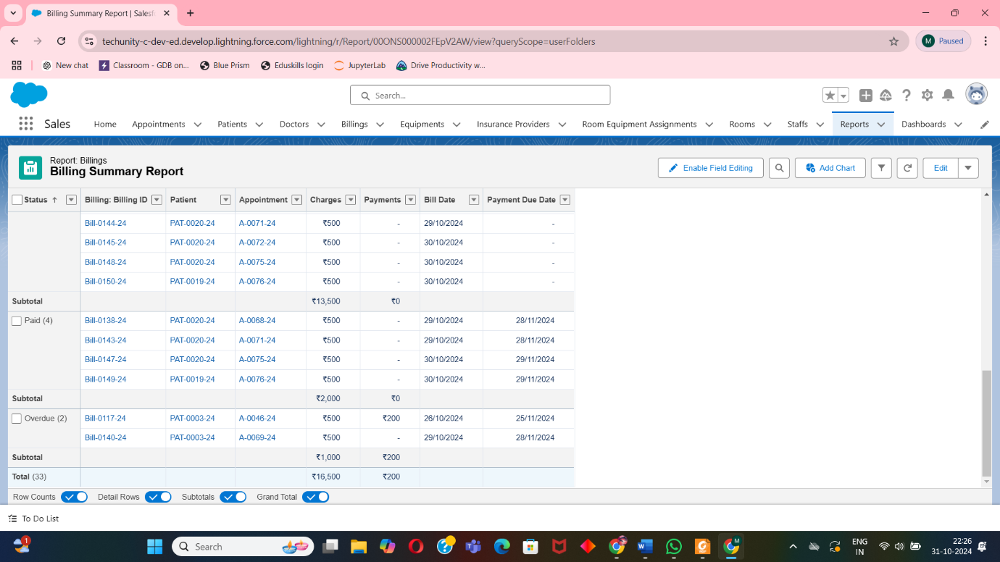 Billing Summary Report | Salesf
techunity-c-dev-ed.develop.lightning.force.com/lightning/r/Report/00ONS000002FEpV2AW/view?queryScope=userFolders
M Paused
New chat Classroom - GDB on... Blue Prism Eduskills login JupyterLab Drive Productivity w...
Search...
Sales Home Appointments Patients Doctors Billings Equipments Insurance Providers Room Equipment Assignments Rooms Staffs Reports Dashboards
Report: Billings
Billing Summary Report
Enable Field Editing Add Chart Edit
Status ↑ Billing: Billing ID Patient Appointment Charges Payments Bill Date Payment Due Date
Bill-0144-24 PAT-0020-24 A-0071-24 ₹500 - 29/10/2024 -
Bill-0145-24 PAT-0020-24 A-0072-24 ₹500 - 30/10/2024 -
Bill-0148-24 PAT-0020-24 A-0075-24 ₹500 - 30/10/2024 -
Bill-0150-24 PAT-0019-24 A-0076-24 ₹500 - 30/10/2024 -
Subtotal ₹13,500 ₹0
Paid (4) Bill-0138-24 PAT-0020-24 A-0068-24 ₹500 - 29/10/2024 28/11/2024
Bill-0143-24 PAT-0020-24 A-0071-24 ₹500 - 29/10/2024 28/11/2024
Bill-0147-24 PAT-0020-24 A-0075-24 ₹500 - 30/10/2024 29/11/2024
Bill-0149-24 PAT-0019-24 A-0076-24 ₹500 - 30/10/2024 29/11/2024
Subtotal ₹2,000 ₹0
Overdue (2) Bill-0117-24 PAT-0003-24 A-0046-24 ₹500 ₹200 26/10/2024 25/11/2024
Bill-0140-24 PAT-0003-24 A-0069-24 ₹500 - 29/10/2024 28/11/2024
Subtotal ₹1,000 ₹200
Total (33) ₹16,500 ₹200
Row Counts Detail Rows Subtotals Grand Total
To Do List
1 Search ENG 22:26
IN 31-10-2024